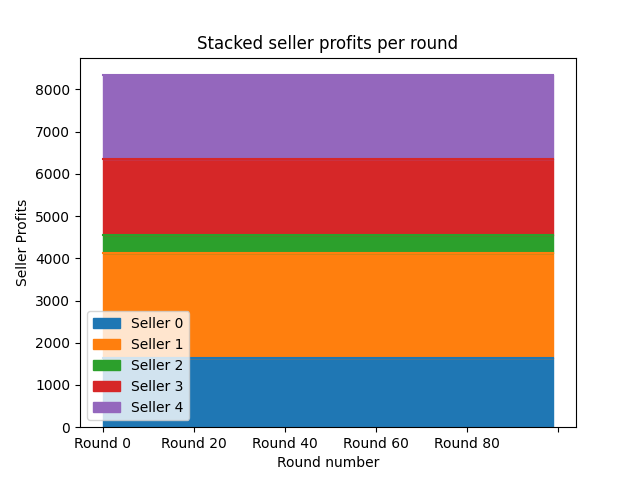 Stacked seller profits per round
8000
7000
6000
5000
4000
3000
2000
1000
0
Seller Profits
Seller 0
Seller 1
Seller 2
Seller 3
Seller 4
Round 0 Round 20 Round 40 Round 60 Round 80
Round number